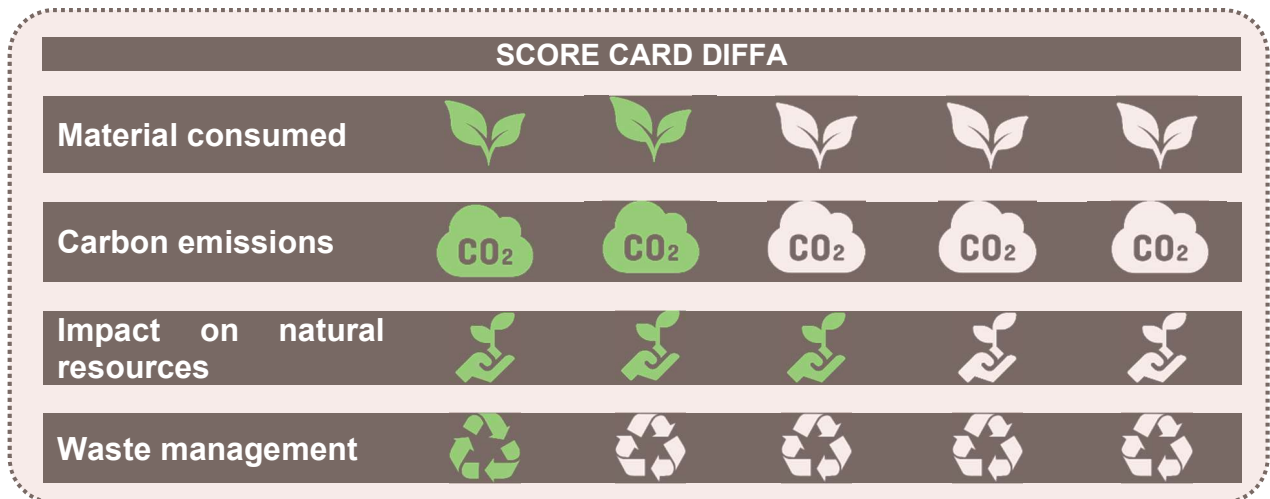 SCORE CARD DIFFA
Material consumed
Carbon emissions
CO2 CO2 CO2 CO2 CO2
Impact on natural
resources
Waste management